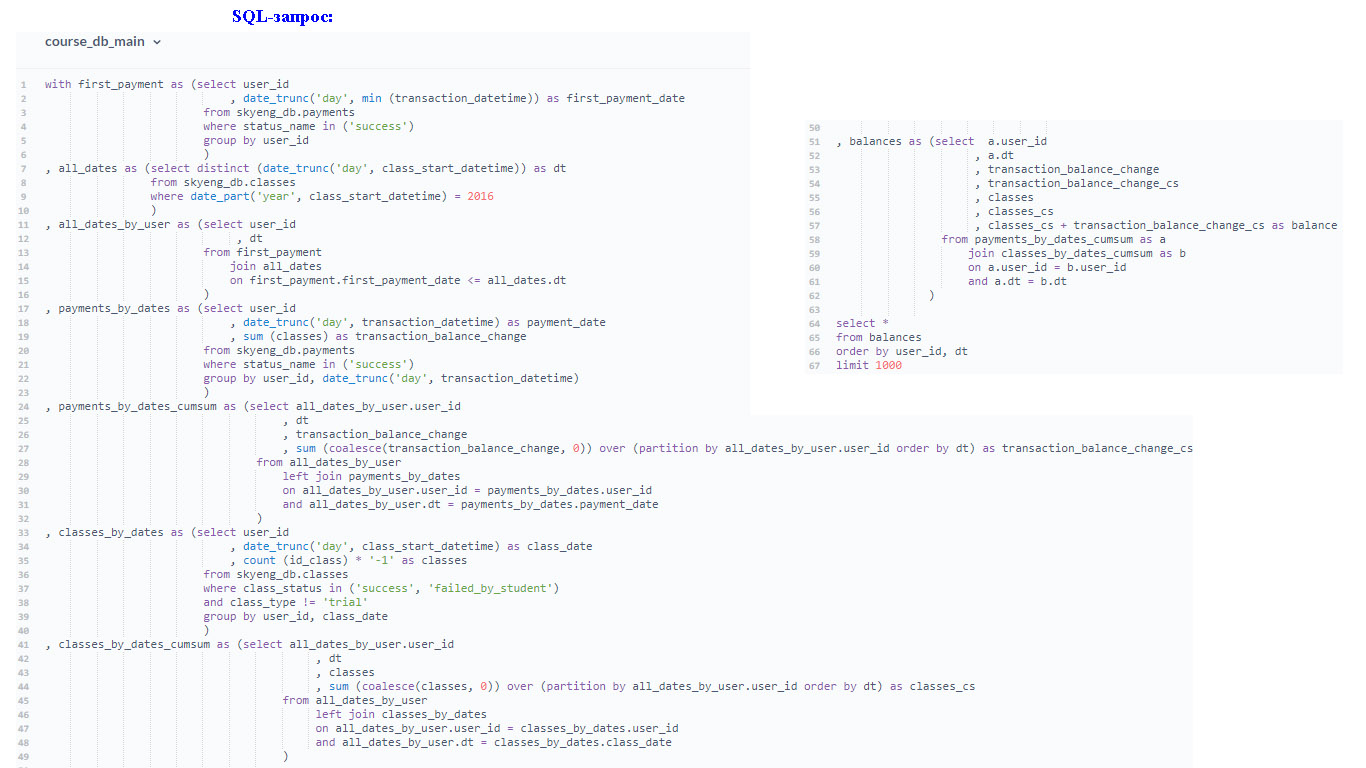 SQL-запрос:
course_db_main
1 with first_payment as (select user_id
2 , date_trunc('day', min (transaction_datetime)) as first_payment_date
3 from skyeng_db.payments
4 where status_name in ('success')
5 group by user_id
6 )
7 , all_dates as (select distinct (date_trunc('day', class_start_datetime)) as dt
8 from skyeng_db.classes
9 where date_part('year', class_start_datetime) = 2016
10 )
11 , all_dates_by_user as (select user_id
12 , dt
13 from first_payment
14 join all_dates
15 on first_payment.first_payment_date <= all_dates.dt
16 )
17 , payments_by_dates as (select user_id
18 , date_trunc('day', transaction_datetime) as payment_date
19 , sum (classes) as transaction_balance_change
20 from skyeng_db.payments
21 where status_name in ('success')
22 group by user_id, date_trunc('day', transaction_datetime)
23 )
24 , payments_by_dates_cumsum as (select all_dates_by_user.user_id
25 , dt
26 , transaction_balance_change
27 , sum (coalesce(transaction_balance_change, 0)) over (partition by all_dates_by_user.user_id order by dt) as transaction_balance_change_cs
28 from all_dates_by_user
29 left join payments_by_dates
30 on all_dates_by_user.user_id = payments_by_dates.user_id
31 and all_dates_by_user.dt = payments_by_dates.payment_date
32 )
33 , classes_by_dates as (select user_id
34 , date_trunc('day', class_start_datetime) as class_date
35 , count (id_class) * '-1' as classes
36 from skyeng_db.classes
37 where class_status in ('success', 'failed_by_student')
38 and class_type != 'trial'
39 group by user_id, class_date
40 )
41 , classes_by_dates_cumsum as (select all_dates_by_user.user_id
42 , dt
43 , classes
44 , sum (coalesce(classes, 0)) over (partition by all_dates_by_user.user_id order by dt) as classes_cs
45 from all_dates_by_user
46 left join classes_by_dates
47 on all_dates_by_user.user_id = classes_by_dates.user_id
48 and all_dates_by_user.dt = classes_by_dates.class_date
49 )
50
51 , balances as (select a.user_id
52 , a.dt
53 , transaction_balance_change
54 , transaction_balance_change_cs
55 , classes
56 , classes_cs
57 , classes_cs + transaction_balance_change_cs as balance
58 from payments_by_dates_cumsum as a
59 join classes_by_dates_cumsum as b
60 on a.user_id = b.user_id
61 and a.dt = b.dt
62 )
63
64 select *
65 from balances
66 order by user_id, dt
67 limit 1000